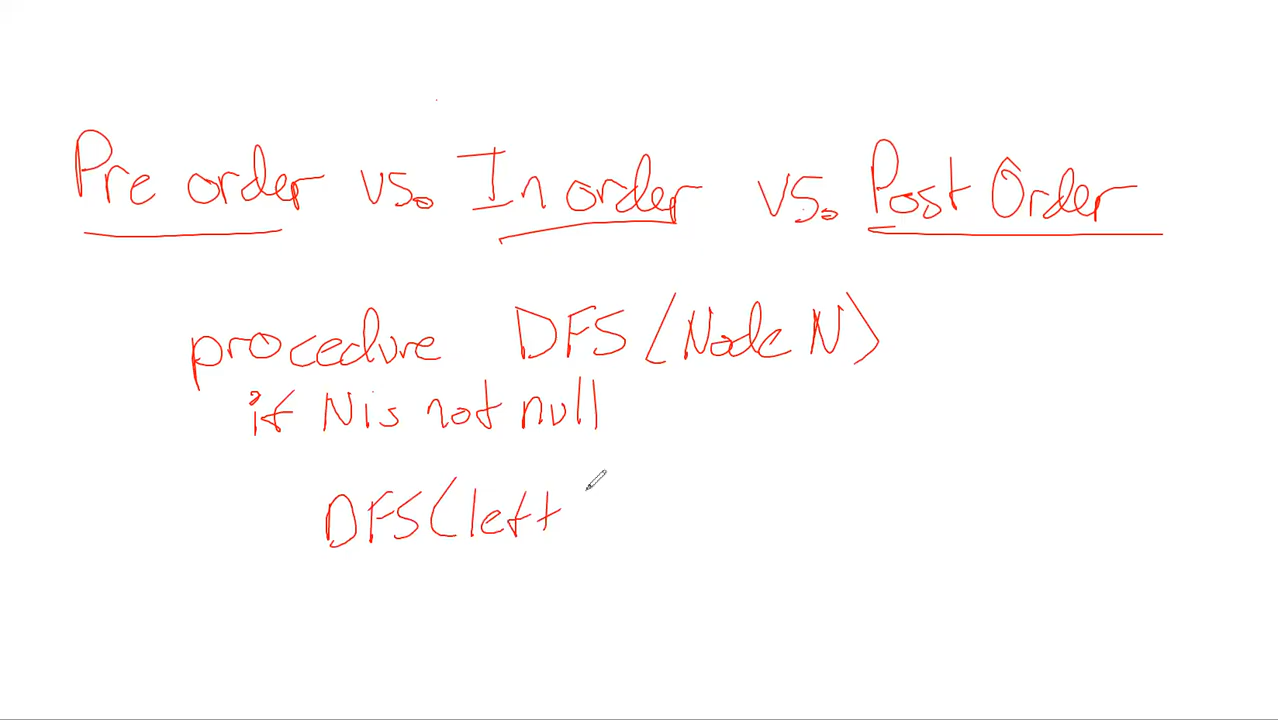 Pre order vs. In order vs. Post Order
procedure DFS (Node N)
if N is not null
DFS(left